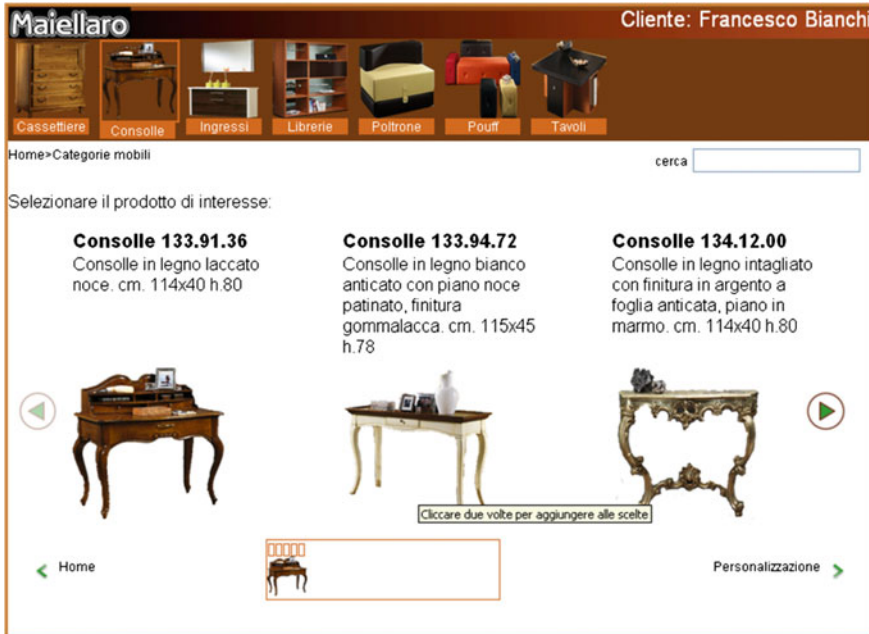 Maiellaro
Cliente: Francesco Bianchi
Cassettiere
Consolle
Ingressi
Librerie
Poltrone
Pouff
Tavoli
Home>Categorie mobili
cerca
Selezionare il prodotto di interesse:
Consolle 133.91.36
Consolle in legno laccato
noce. cm. 114x40 h.80
Consolle 133.94.72
Consolle in legno bianco
anticato con piano noce
patinato, finitura
gommalacca. cm. 115x45
h.78
Consolle 134.12.00
Consolle in legno intagliato
con finitura in argento a
foglia anticata, piano in
marmo. cm. 114x40 h.80
Cliccare due volte per aggiungere alle scelte
Home
Personalizzazione